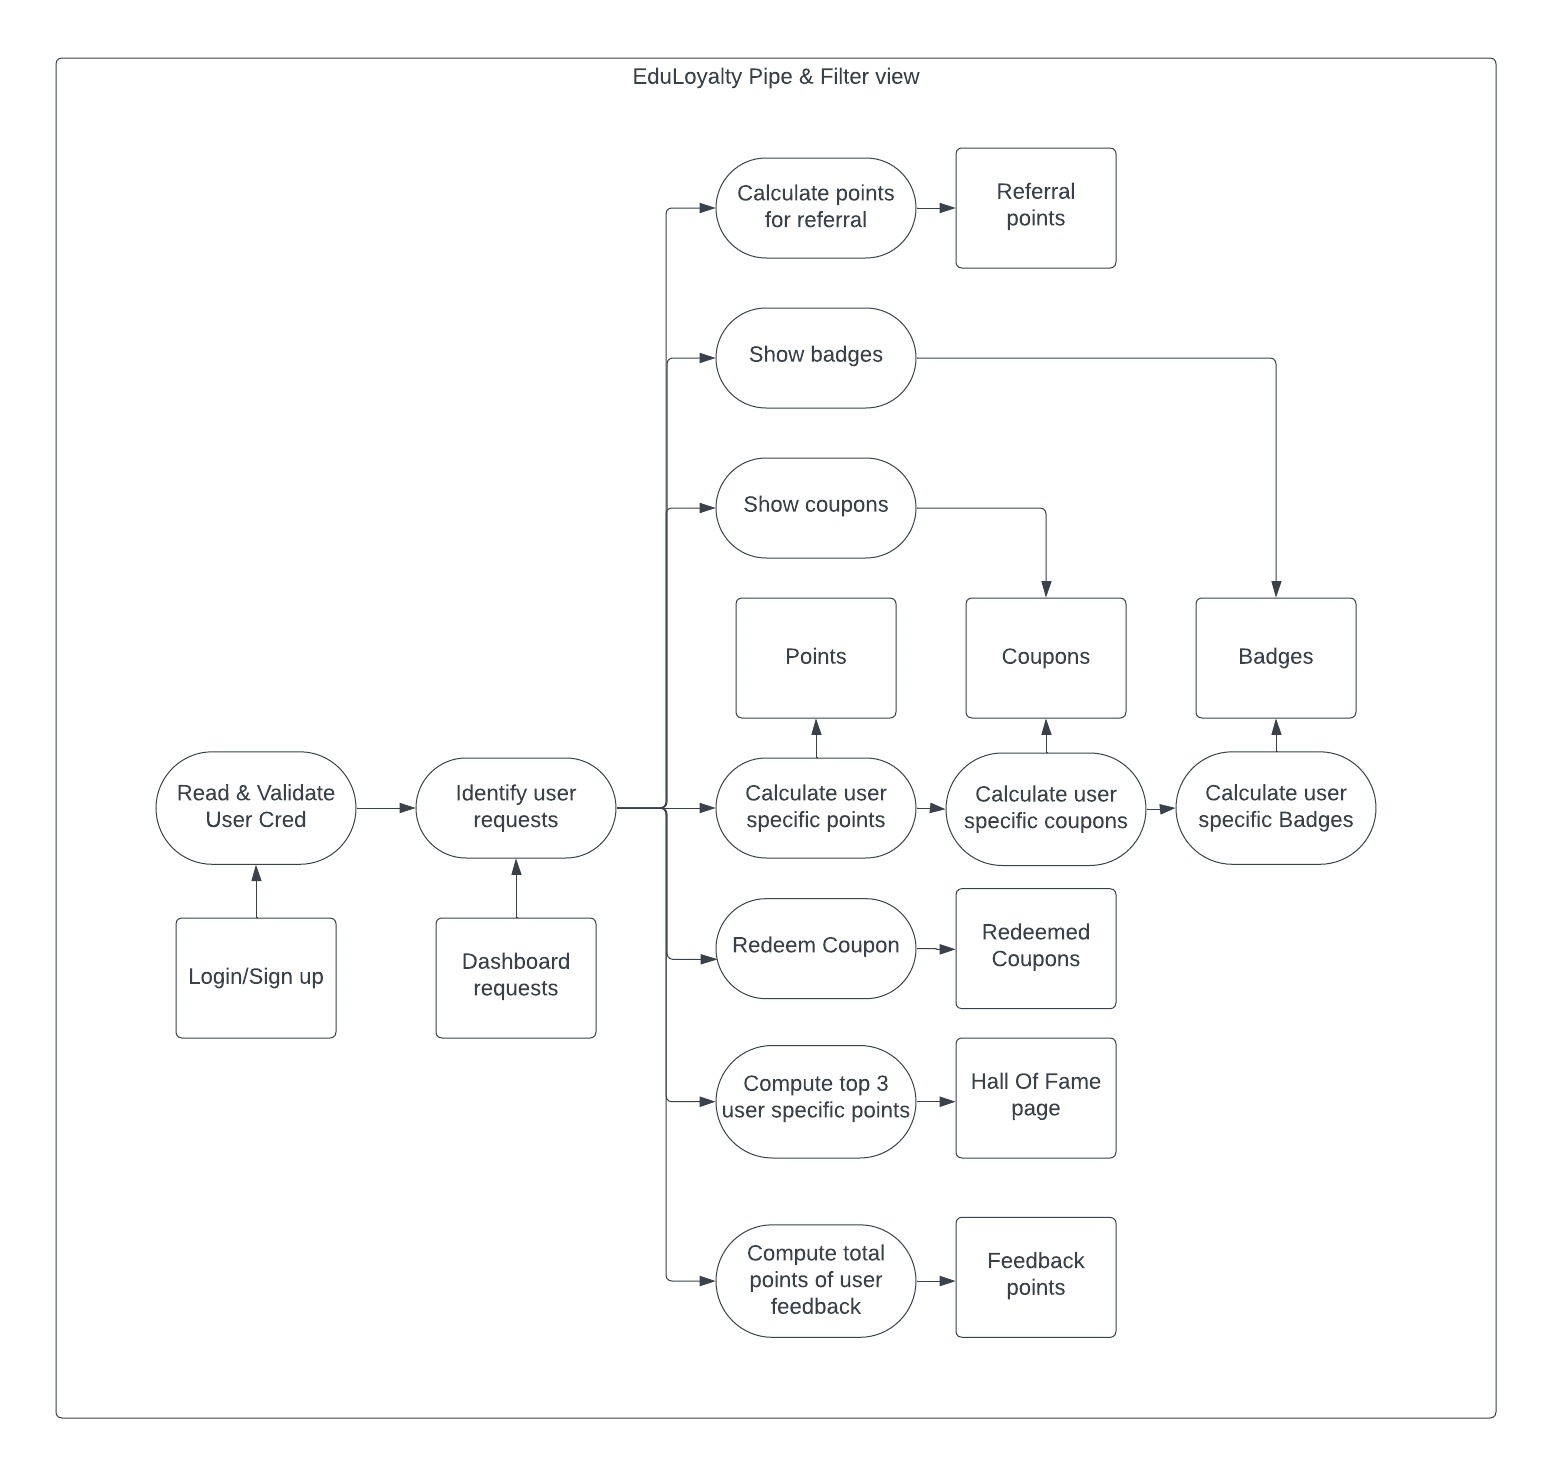 EduLoyalty Pipe & Filter view
Calculate points
for referral
Referral
points
Show badges
Show coupons
Points
Coupons
Badges
Read & Validate
User Cred
Identify user
requests
Calculate user
specific points
Calculate user
specific coupons
Calculate user
specific Badges
Login/Sign up
Dashboard
requests
Redeem Coupon
Redeemed
Coupons
Compute top 3
user specific points
Hall Of Fame
page
Compute total
points of user
feedback
Feedback
points